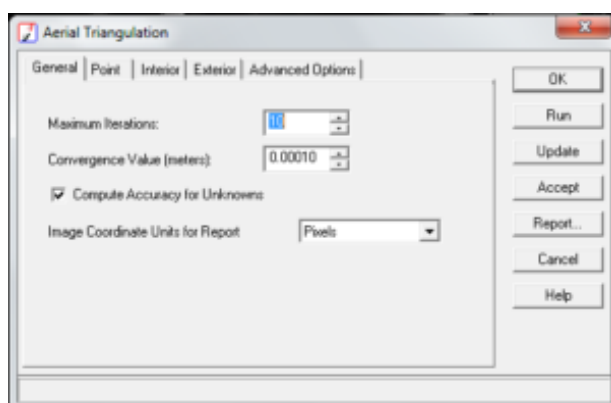 Aerial Triangulation
General Point Interior Exterior Advanced Options
Maximum Iterations: 10
Convergence Value (meters): 0.00010
Compute Accuracy for Unknowns
Image Coordinate Units for Report Pixels
OK
Run
Update
Accept
Report...
Cancel
Help